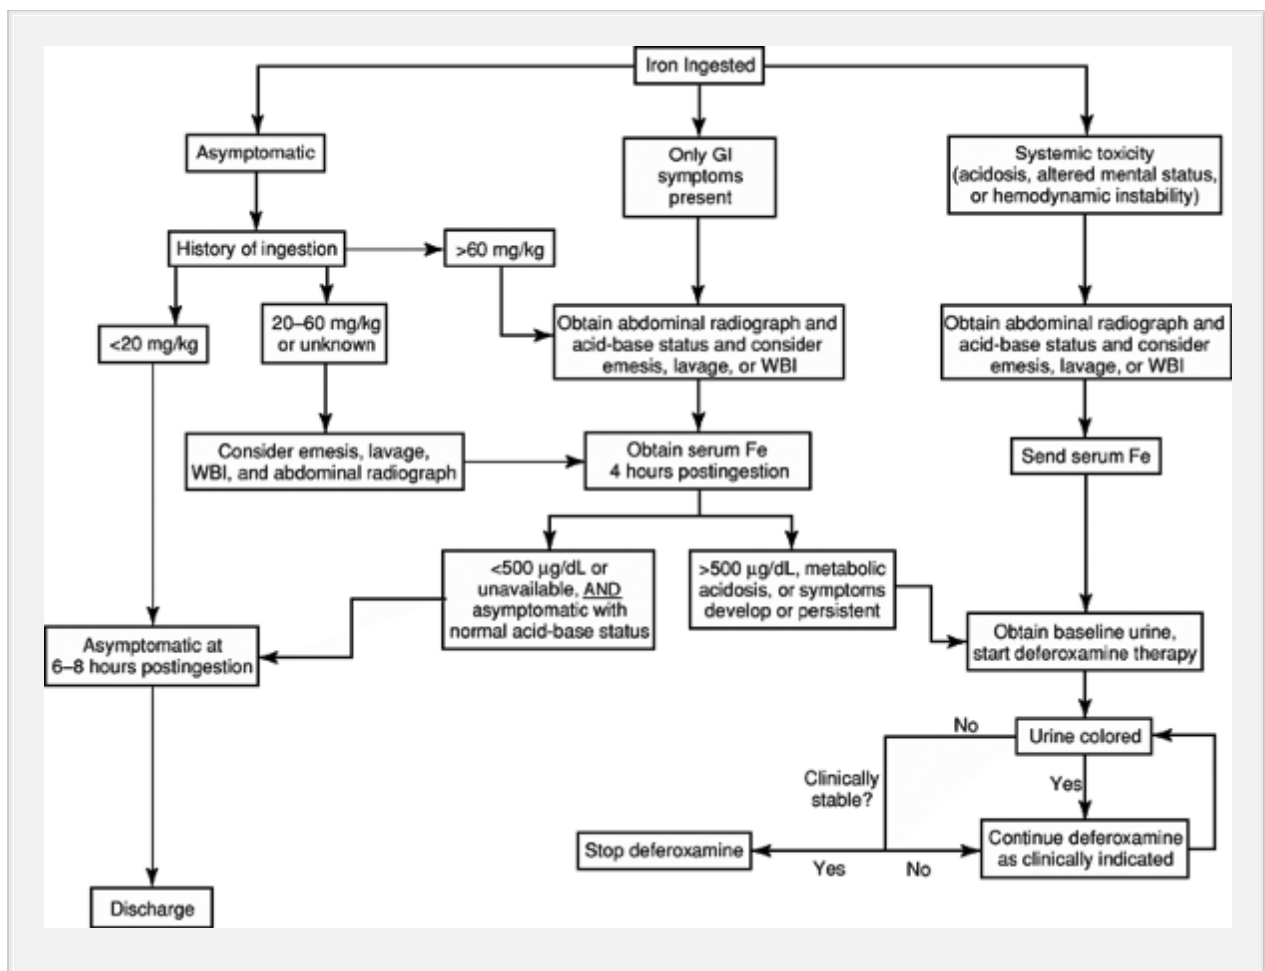 Iron Ingested
Asymptomatic
Only GI
symptoms
present
Systemic toxicity
(acidosis, altered mental status,
or hemodynamic instability)
History of ingestion
>60 mg/kg
<20 mg/kg
20–60 mg/kg
or unknown
Obtain abdominal radiograph and
acid-base status and consider
emesis, lavage, or WBI
Obtain abdominal radiograph and
acid-base status and consider
emesis, lavage, or WBI
Consider emesis, lavage,
WBI, and abdominal radiograph
Obtain serum Fe
4 hours postingestion
Send serum Fe
<500 µg/dL or
unavailable, AND
asymptomatic with
normal acid-base status
>500 µg/dL, metabolic
acidosis, or symptoms
develop or persistent
Asymptomatic at
6–8 hours postingestion
Obtain baseline urine,
start deferoxamine therapy
No
Urine colored
Clinically
stable?
Yes
Stop deferoxamine
Yes
No
Continue deferoxamine
as clinically indicated
Discharge